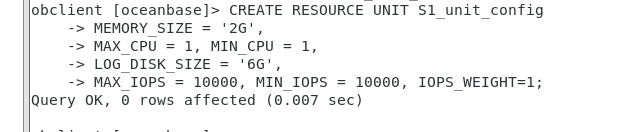 obclient [oceanbase]> CREATE RESOURCE UNIT S1_unit_config
-> MEMORY_SIZE = '2G',
-> MAX_CPU = 1, MIN_CPU = 1,
-> LOG_DISK_SIZE = '6G',
-> MAX_IOPS = 10000, MIN_IOPS = 10000, IOPS_WEIGHT=1;
Query OK, 0 rows affected (0.007 sec)